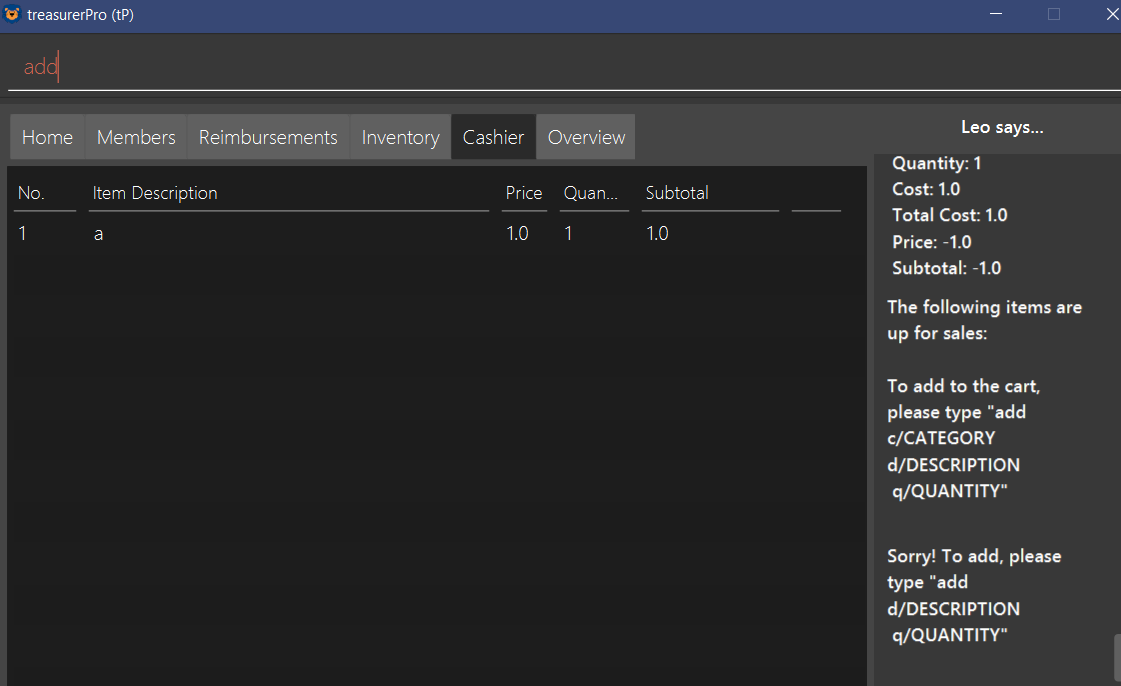 treasurerPro (tP)
add
Home Members Reimbursements Inventory Cashier Overview
No. Item Description Price Quan... Subtotal
1 a 1.0 1 1.0
Leo says...
Quantity: 1
Cost: 1.0
Total Cost: 1.0
Price: -1.0
Subtotal: -1.0
The following items are
up for sales:
To add to the cart,
please type "add
c/CATEGORY
d/DESCRIPTION
q/QUANTITY"
Sorry! To add, please
type "add
d/DESCRIPTION
q/QUANTITY"